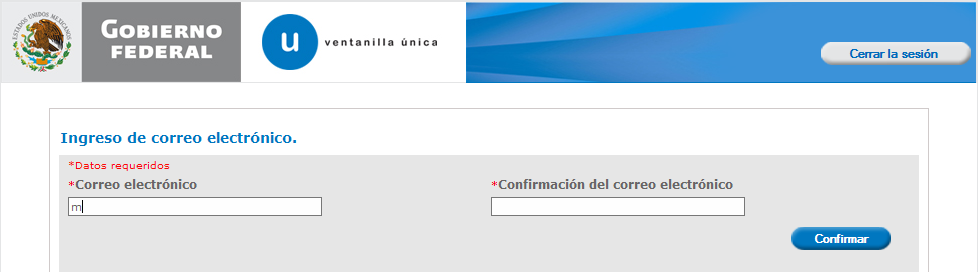 ESTADOS UNIDOS MEXICANOS
GOBIERNO
FEDERAL
u
ventanilla única
Cerrar la sesión
Ingreso de correo electrónico.
*Datos requeridos
*Correo electrónico
*Confirmación del correo electrónico
m
Confirmar